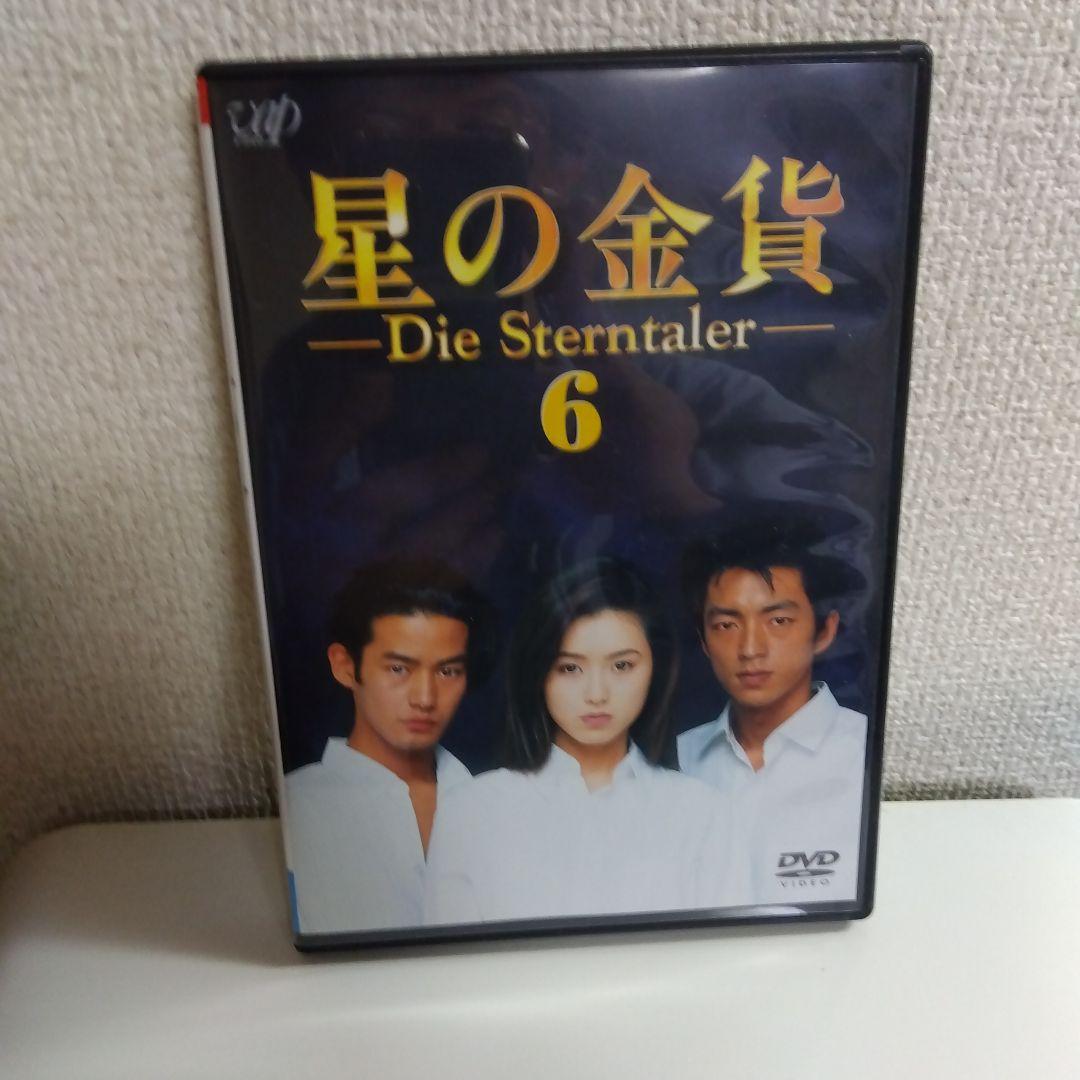 vap
星の金貨
Die Sterntaler
6
DVD
VIDEO